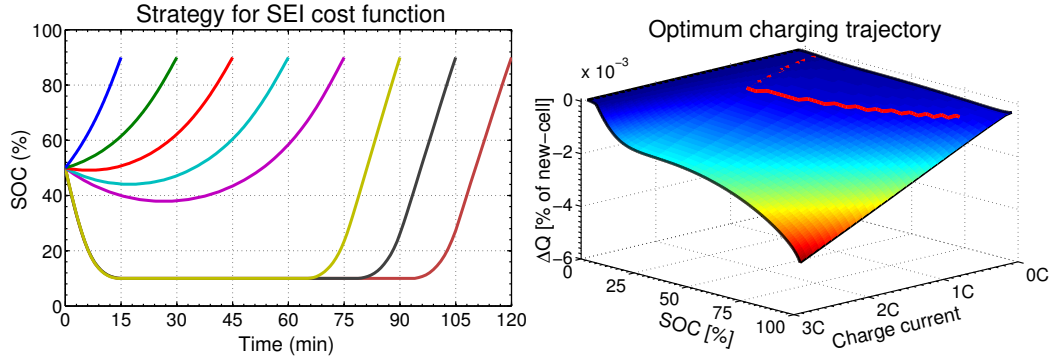 Strategy for SEI cost function
100
80
60
40
20
0
SOC (%)
0 15 30 45 60 75 90 105 120
Time (min)
Optimum charging trajectory
x 10⁻³
0
−2
−4
−6
ΔQ [% of new−cell]
0 25 50 75 100
SOC [%]
3C 2C 1C 0C
Charge current